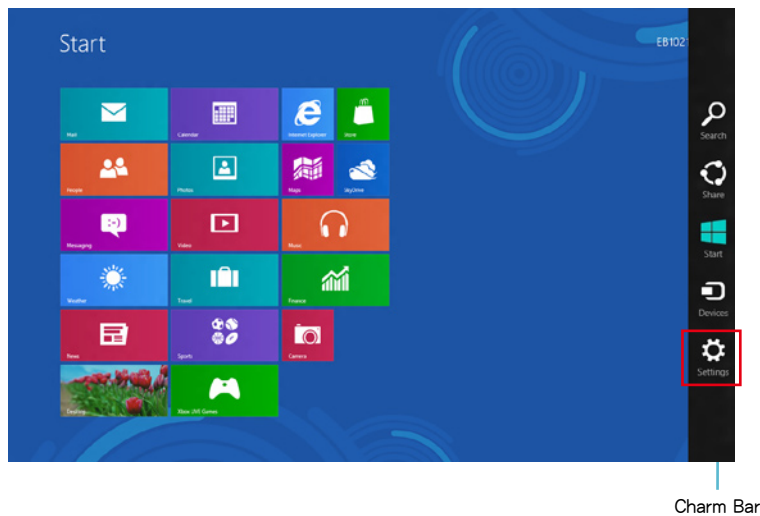 Start
EB102
Mail
Calendar
Internet Explorer
Store
People
Photos
Maps
SkyDrive
Messaging
Video
Music
Weather
Travel
Finance
News
Sports
Camera
Desktop
Xbox LIVE Games
Search
Share
Start
Devices
Settings
Charm Bar